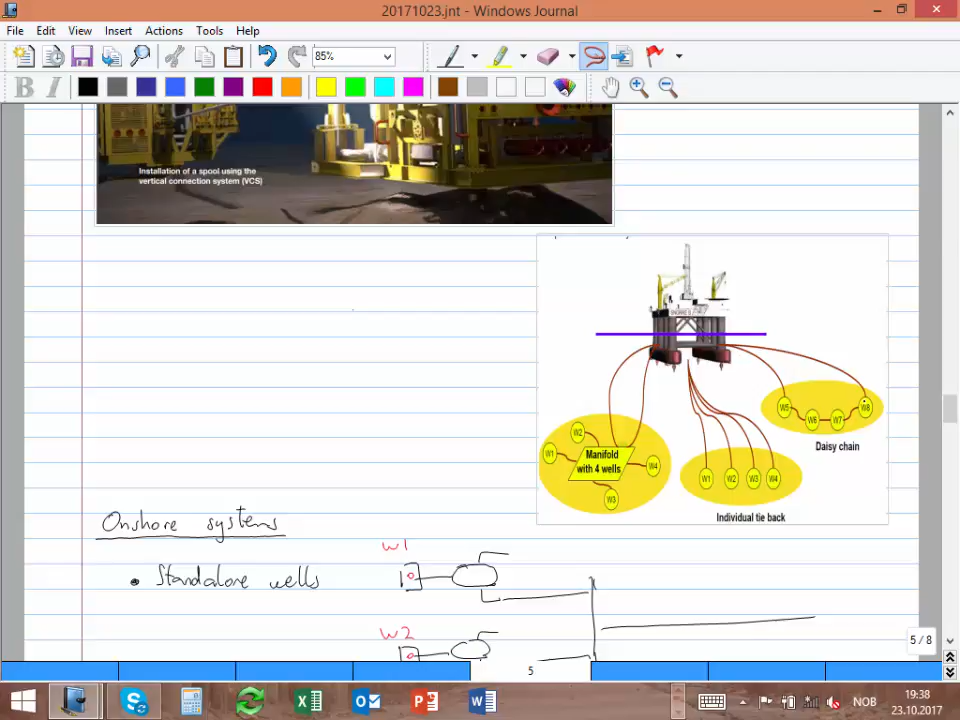 20171023.jnt - Windows Journal
File Edit View Insert Actions Tools Help
85%
B I
Installation of a spool using the
vertical connection system (VCS)
W5 W6 W7 W8
Daisy chain
W2
W1 Manifold W4
with 4 wells
W3
W1 W2 W3 W4
Individual tie back
Onshore systems
W1
• Standalone wells
W2
5 / 8
5
NOB
19:38
23.10.2017